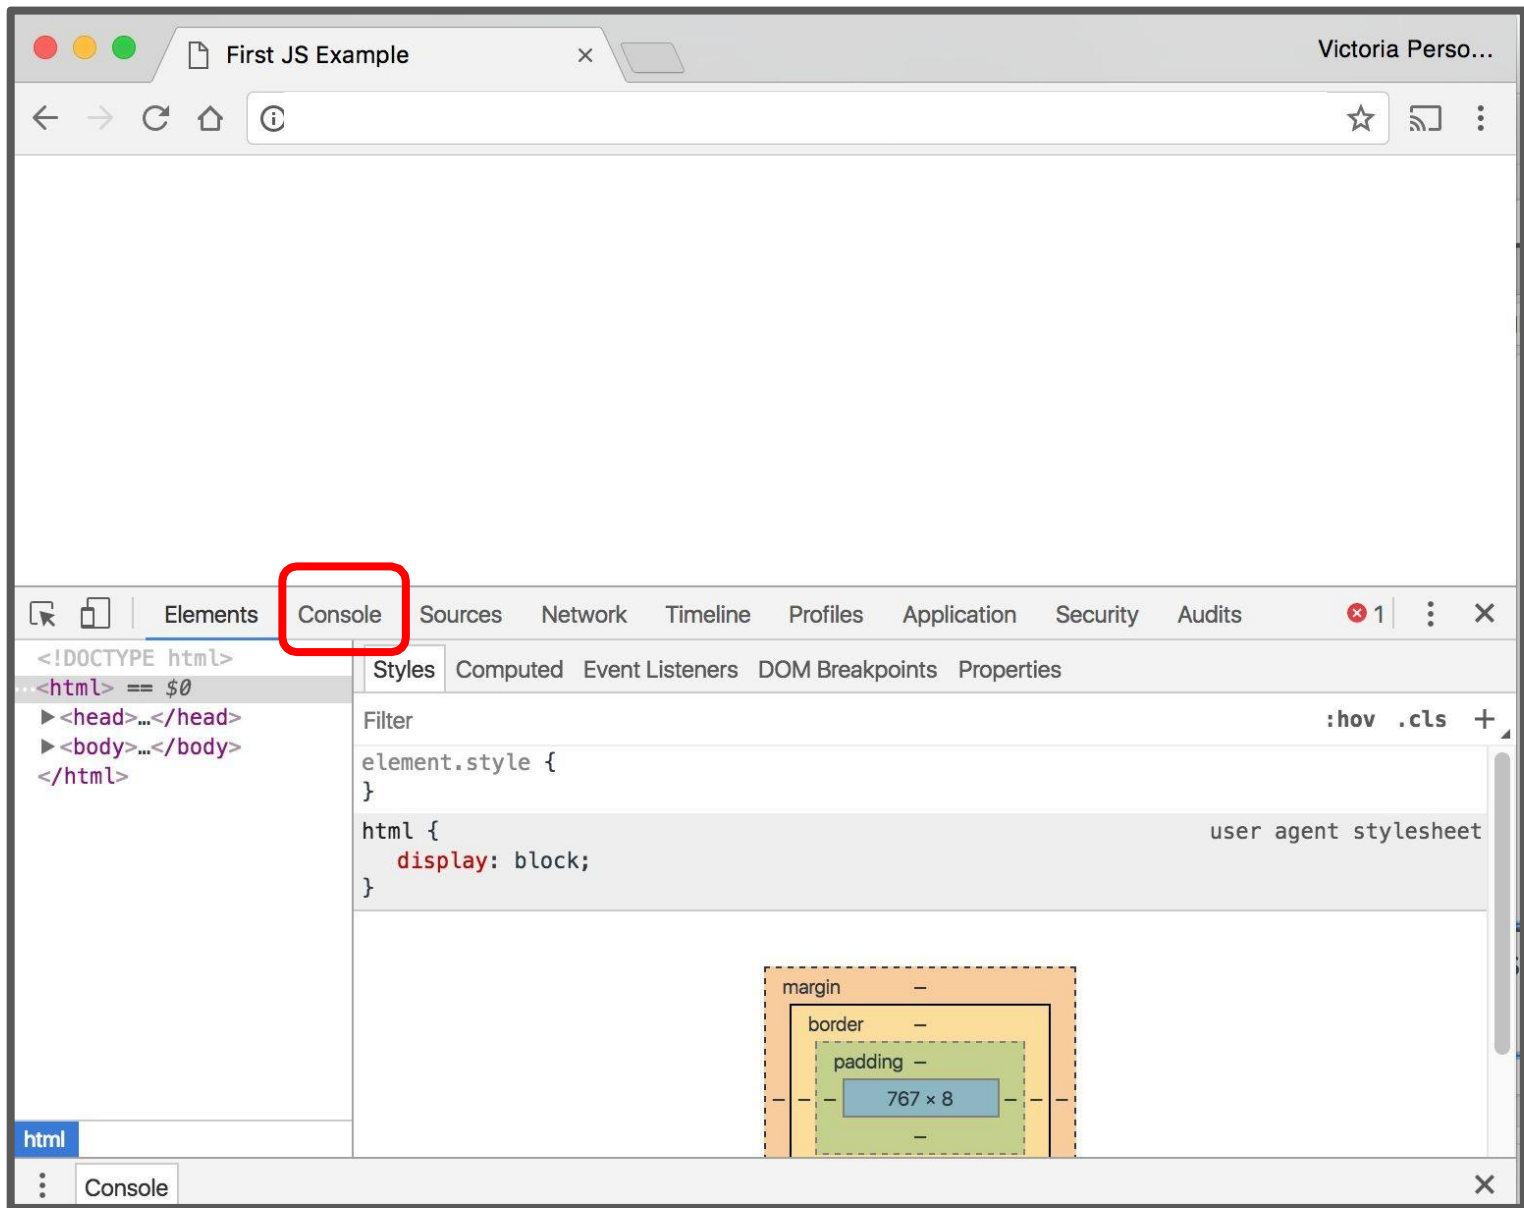 First JS Example
Victoria Perso...
Elements Console Sources Network Timeline Profiles Application Security Audits 1
<!DOCTYPE html>
...<html> == $0
▶<head>…</head>
▶<body>…</body>
</html>
html
Styles Computed Event Listeners DOM Breakpoints Properties
Filter :hov .cls +
element.style {
}
html { user agent stylesheet
display: block;
}
margin –
border –
padding –
– – – 767 × 8 – – –
–
Console